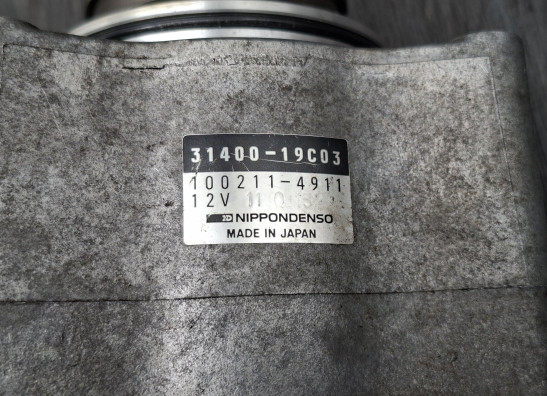 31400-19C03
100211-4911
12V
NIPPONDENSO
MADE IN JAPAN